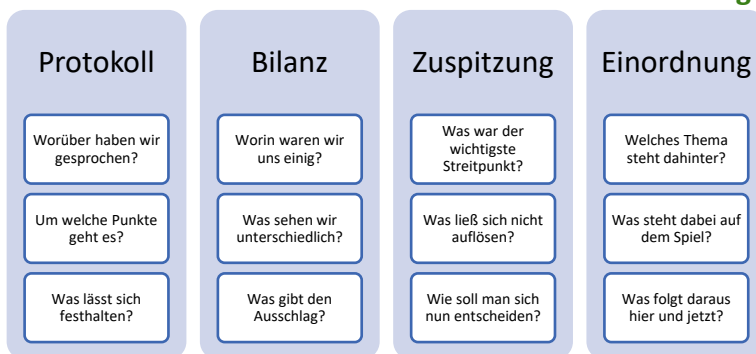 Protokoll
Worüber haben wir
gesprochen?
Um welche Punkte
geht es?
Was lässt sich
festhalten?
Bilanz
Worin waren wir
uns einig?
Was sehen wir
unterschiedlich?
Was gibt den
Ausschlag?
Zuspitzung
Was war der
wichtigste
Streitpunkt?
Was ließ sich nicht
auflösen?
Wie soll man sich
nun entscheiden?
Einordnung
Welches Thema
steht dahinter?
Was steht dabei auf
dem Spiel?
Was folgt daraus
hier und jetzt?